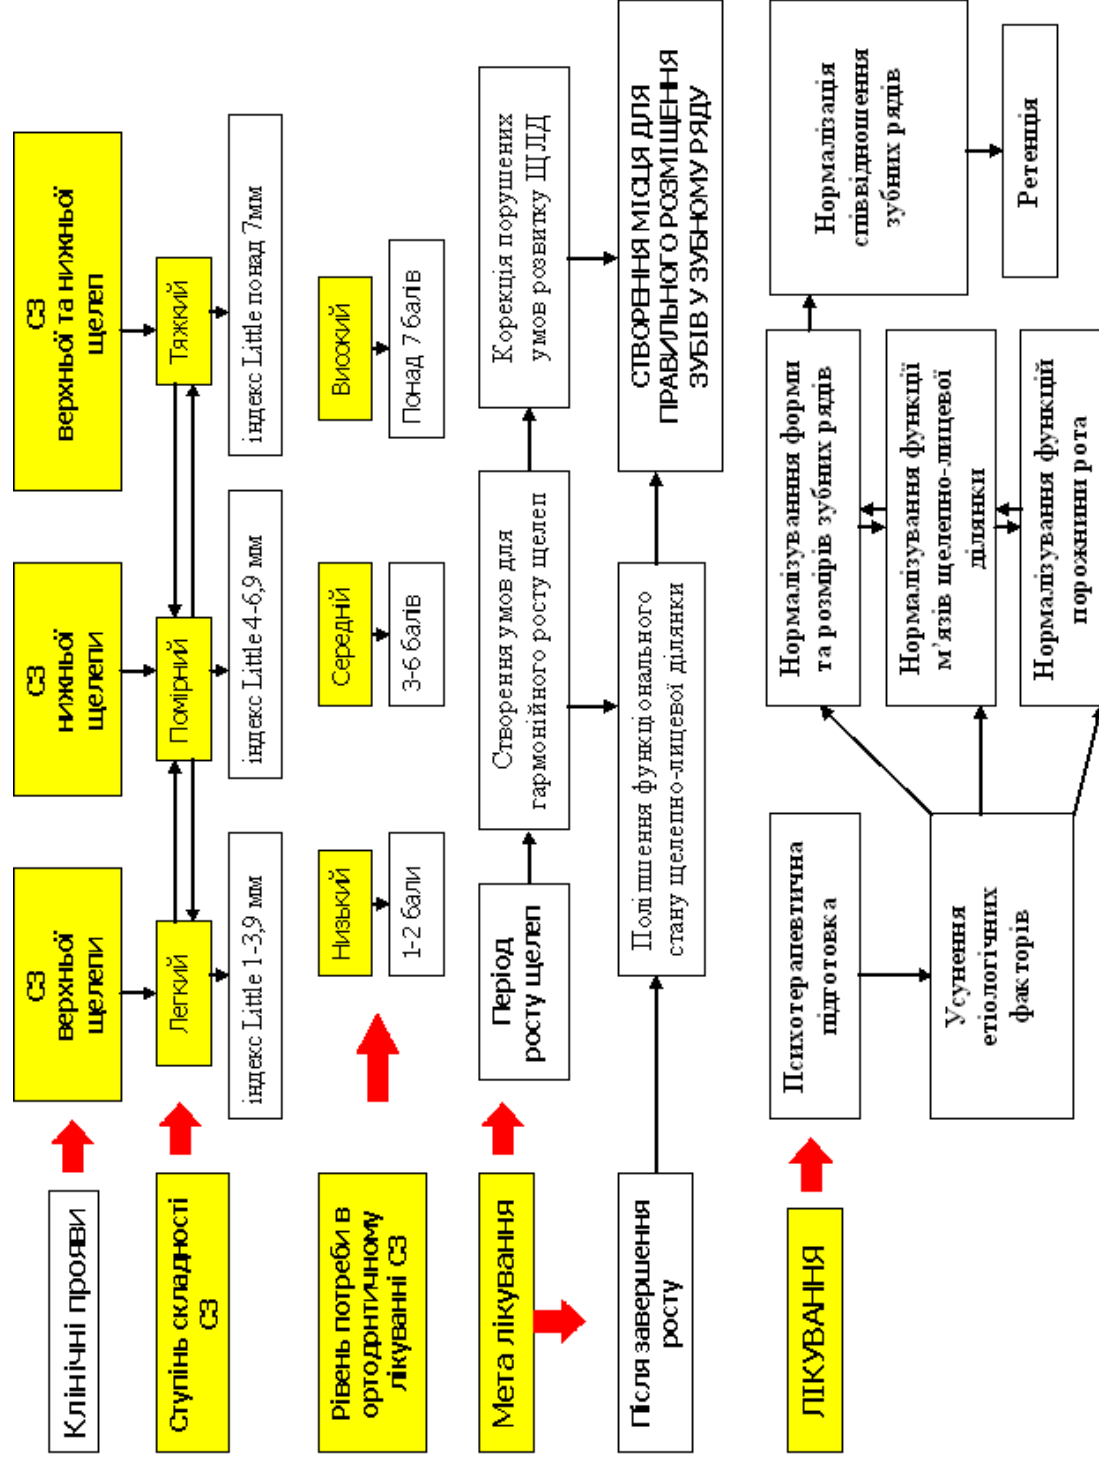 Клінічні прояви
СЗ
верхньої
щелепи
СЗ
нижньої
щелепи
СЗ
верхньої та нижньої
щелеп
Ступінь складності
СЗ
Легкий
Помірний
Тяжкий
індекс Little 1-3,9 мм
індекс Little 4-6,9 мм
індекс Little понад 7мм
Рівень потреби в
ортодонтичному
лікуванні СЗ
Низький
Середній
Високий
1-2 бали
3-6 балів
Понад 7 балів
Мета лікування
Період
росту щелеп
Створення умов для
гармонійного росту щелеп
Корекція порушених
умов розвитку ЩЛД
Після завершення
росту
Поліпшення функціонального
стану щелепно-лицевої ділянки
СТВОРЕННЯ МІСЦЯ ДЛЯ
ПРАВИЛЬНОГО РОЗМІЩЕННЯ
ЗУБІВ У ЗУБНОМУ РЯДУ
ЛІКУВАННЯ
Психотерапевтична
підготовка
Усунення
етіологічних
факторів
Нормалізуванння форми
та розмірів зубних рядів
Нормалізування функції
м’язів щелепно-лицевої
ділянки
Нормалізування функцій
порожнини рота
Нормалізація
співвідношення
зубних рядів
Ретенція